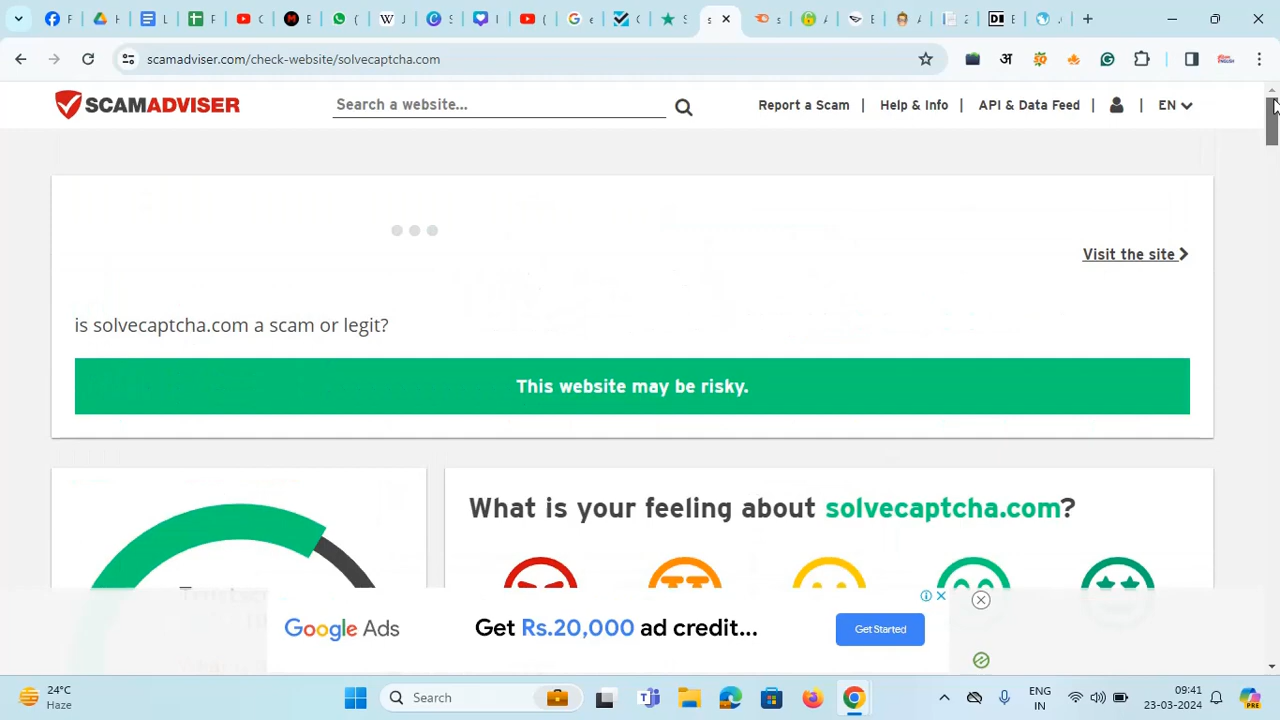 scamadviser.com/check-website/solvecaptcha.com
SCAMADVISER
Search a website...
Report a Scam | Help & Info | API & Data Feed | | EN
Visit the site
is solvecaptcha.com a scam or legit?
This website may be risky.
What is your feeling about solvecaptcha.com?
Google Ads
Get Rs.20,000 ad credit...
Get Started
24°C
Haze
Search
ENG
IN
09:41
23-03-2024
PRE